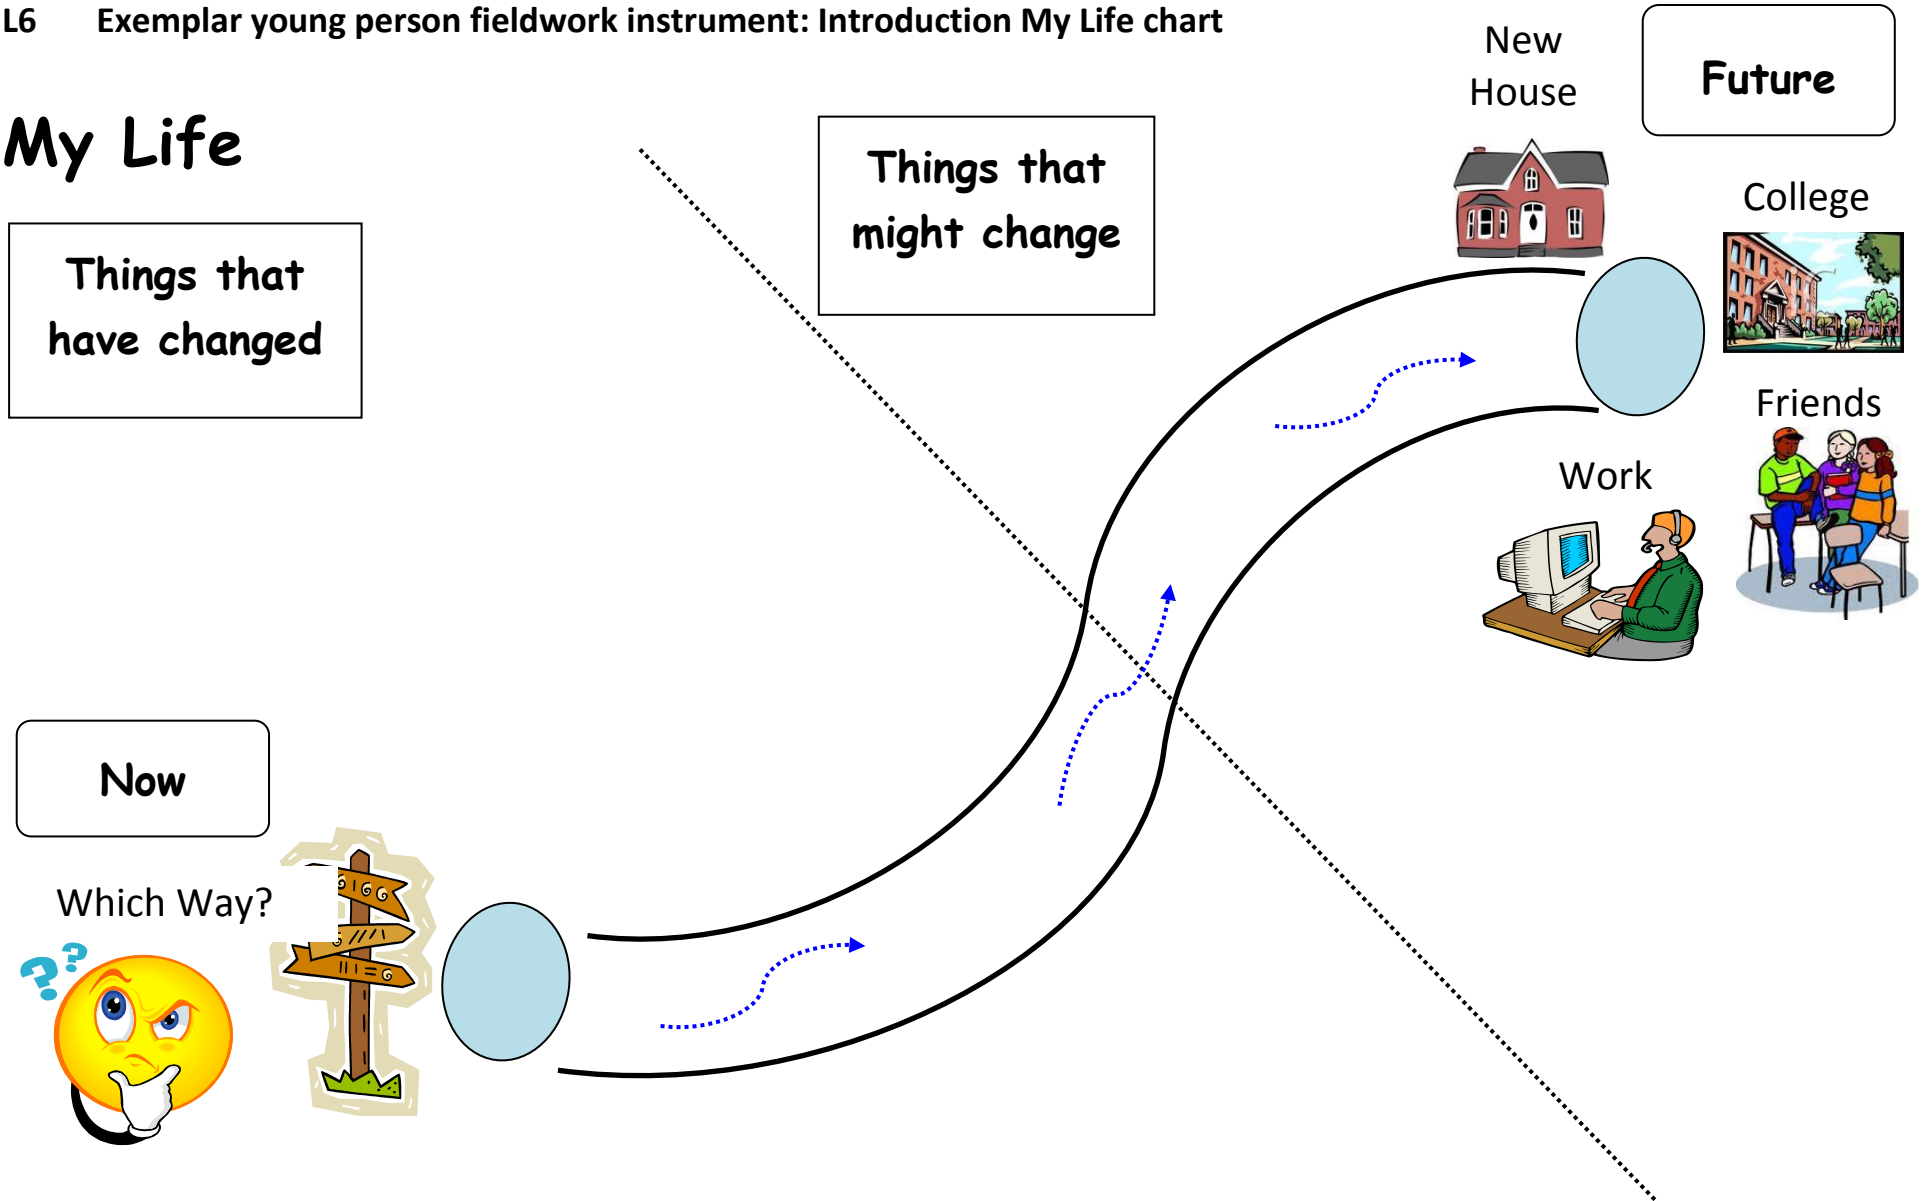 L6 Exemplar young person fieldwork instrument: Introduction My Life chart
My Life
Things that
have changed
Things that
might change
New
House
Future
College
Friends
Work
Now
Which Way?
??